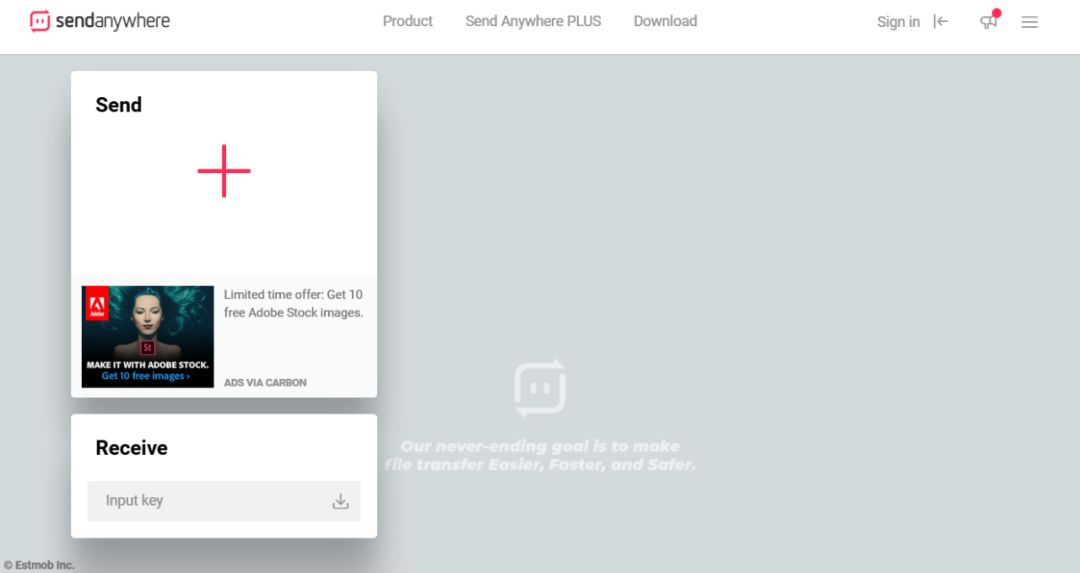 sendanywhere
Product
Send Anywhere PLUS
Download
Sign in
Send
Adobe
St
MAKE IT WITH ADOBE STOCK.
Get 10 free images ›
Limited time offer: Get 10
free Adobe Stock images.
ADS VIA CARBON
Receive
Input key
Our never-ending goal is to make
file transfer Easier, Faster, and Safer.
© Estmob Inc.